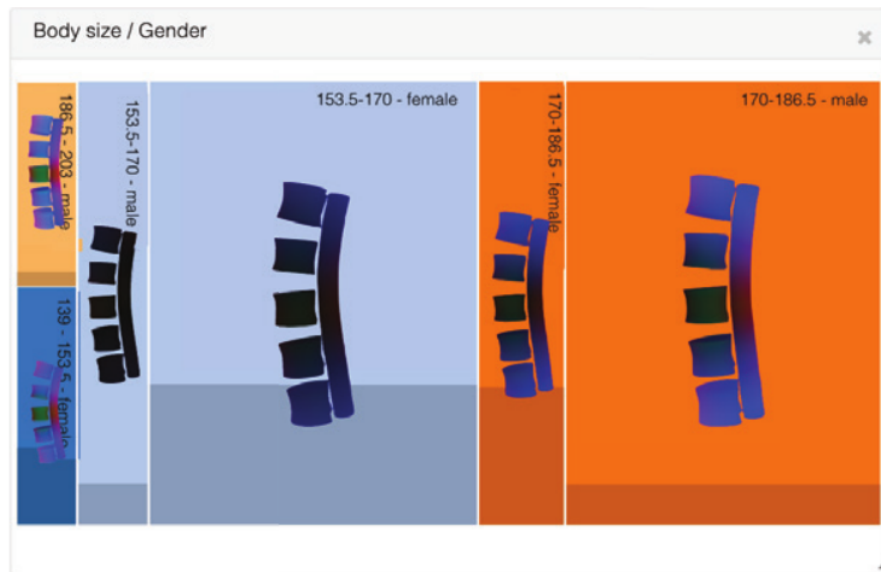 Body size / Gender
186.5 - 203 - male
139 - 153.5 - female
153.5-170 - male
153.5-170 - female
170-186.5 - female
170-186.5 - male